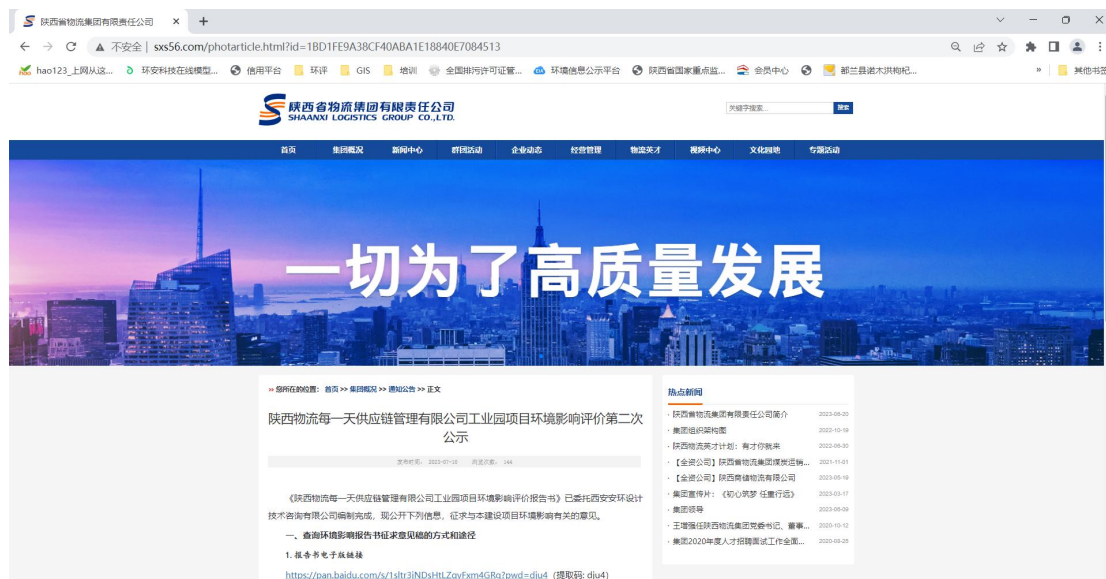 陕西省物流集团有限责任公司
不安全 | sxs56.com/photarticle.html?id=1BD1FE9A38CF40ABA1E18840E7084513
hao123_上网从这... 环安科技在线模型... 信用平台 环评 GIS 培训 全国排污许可证管... 环境信息公示平台 陕西省国家重点监... 会员中心 都兰县诺木洪枸杞... » 其他书签
陕西省物流集团有限责任公司
SHAANXI LOGISTICS GROUP CO.,LTD.
关键字搜索... 搜索
首页 集团概况 新闻中心 群团活动 企业动态 经营管理 物流英才 视频中心 文化园地 专题活动
一切为了高质量发展
» 您所在的位置: 首页 >> 集团概况 >> 通知公告 >> 正文
陕西物流每一天供应链管理有限公司工业园项目环境影响评价第二次
公示
发布时间: 2023-07-18 浏览次数: 144
《陕西物流每一天供应链管理有限公司工业园项目环境影响评价报告书》已委托西安安环设计
技术咨询有限公司编制完成，现公开下列信息，征求与本建设项目环境影响有关的意见。
一、查询环境影响报告书征求意见稿的方式和途径
1. 报告书电子版链接
https://pan.baidu.com/s/1sltr3jNDsHtLZqvFxm4GRg?pwd=dju4 (提取码: dju4)
热点新闻
· 陕西省物流集团有限责任公司简介 2023-06-20
· 集团组织架构图 2022-10-19
· 陕西物流英才计划：有才你就来 2022-06-30
· 【全资公司】陕西省物流集团煤炭运销... 2021-11-01
· 【全资公司】陕西商储物流有限公司 2023-05-19
· 集团宣传片：《初心筑梦 任重行远》 2023-03-17
· 集团领导 2023-06-09
· 王增强任陕西物流集团党委书记、董事... 2020-10-12
· 集团2020年度人才招聘面试工作全面... 2020-09-25